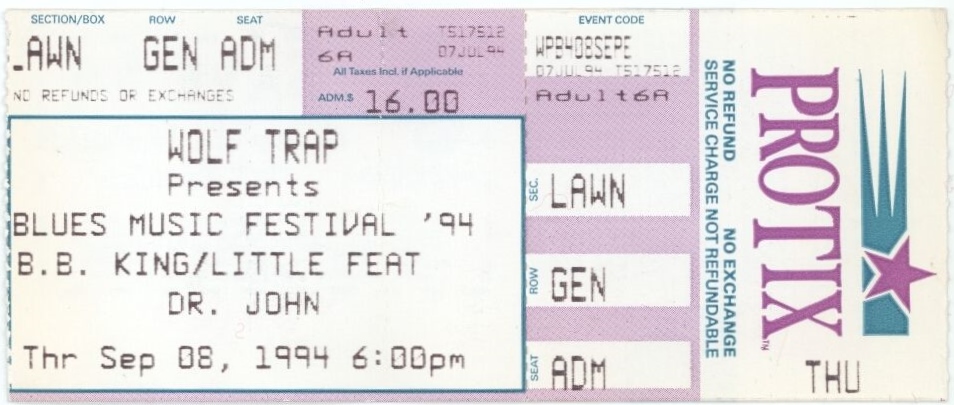 SECTION/BOX ROW SEAT
LAWN GEN ADM
NO REFUNDS OR EXCHANGES
Adult T517512
6A 07JUL94
All Taxes Incl. if Applicable
ADM.$ 16.00
WOLF TRAP
Presents
BLUES MUSIC FESTIVAL '94
B.B. KING/LITTLE FEAT
DR. JOHN
Thr Sep 08, 1994 6:00pm
EVENT CODE
WPB408SEPE
07JUL94 T517512
Adult6A
SEC. LAWN
ROW GEN
SEAT ADM
NO REFUND NO EXCHANGE
SERVICE CHARGE NOT REFUNDABLE
PROTIX™
THU